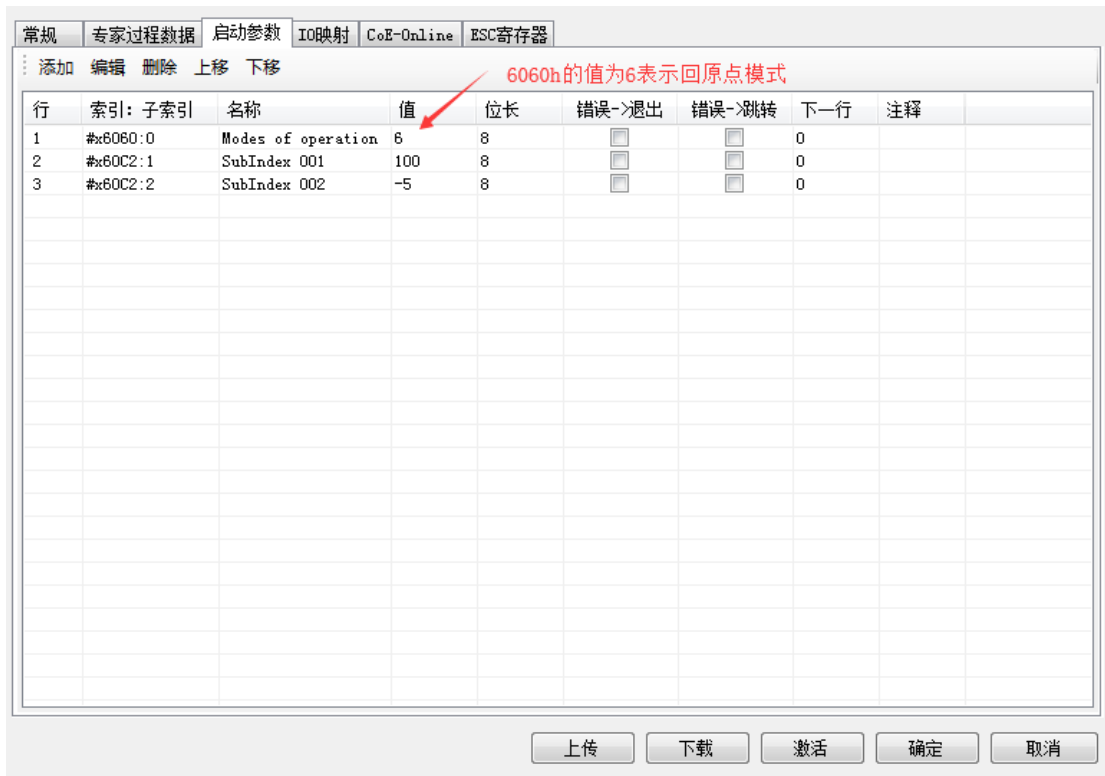 常规 专家过程数据 启动参数 IO映射 CoE-Online ESC寄存器
添加 编辑 删除 上移 下移
6060h的值为6表示回原点模式
行 索引: 子索引 名称 值 位长 错误->退出 错误->跳转 下一行 注释
1 #x6060:0 Modes of operation 6 8 0
2 #x60C2:1 SubIndex 001 100 8 0
3 #x60C2:2 SubIndex 002 -5 8 0
上传 下载 激活 确定 取消